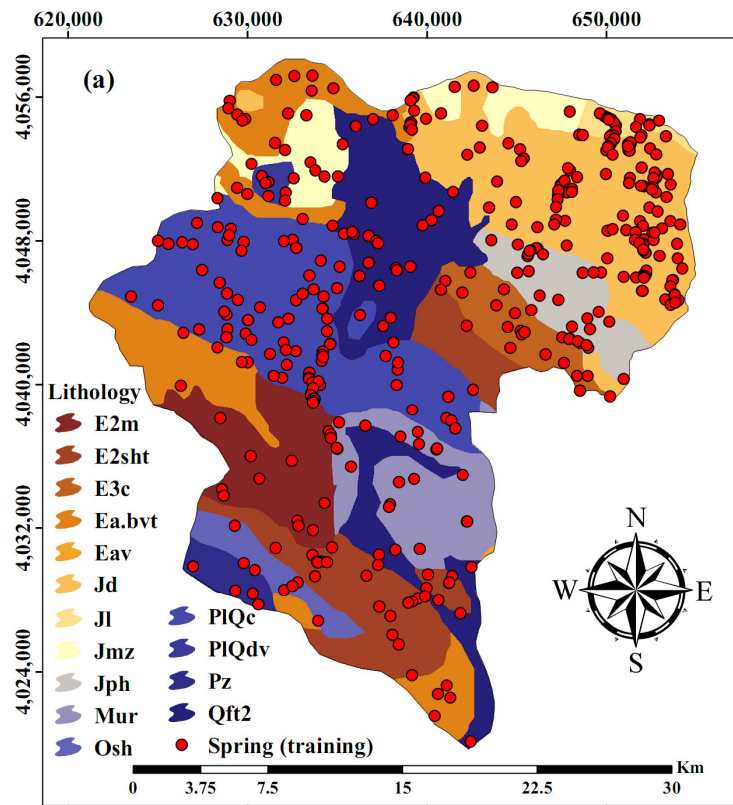 620,000 630,000 640,000 650,000
(a)
4,056,000
4,048,000
4,040,000
4,032,000
4,024,000
Lithology
E2m
E2sht
E3c
Ea.bvt
Eav
Jd
Jl
Jmz
Jph
Mur
Osh
PlQc
PlQdv
Pz
Qft2
Spring (training)
N
W E
S
Km
0 3.75 7.5 15 22.5 30